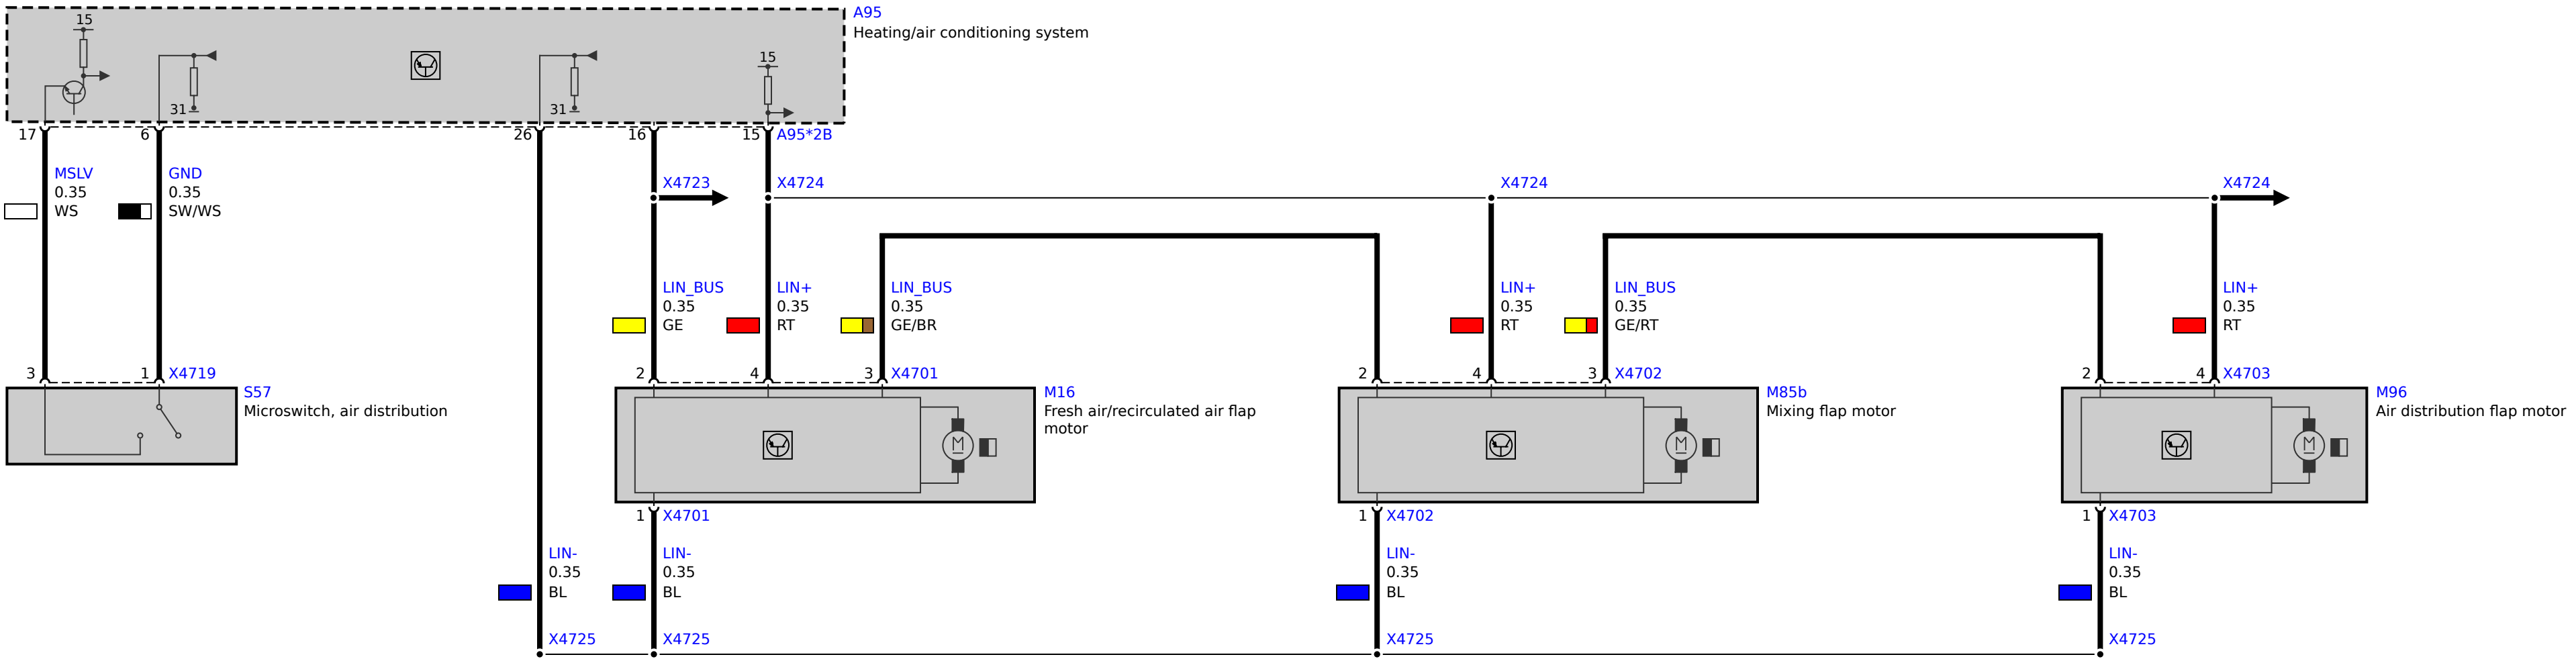 A95
Heating/air conditioning system
15
15
31
31
17
6
26
16
15
A95*2B
MSLV
0.35
WS
GND
0.35
SW/WS
X4723
X4724
X4724
X4724
LIN_BUS
0.35
GE
LIN+
0.35
RT
LIN_BUS
0.35
GE/BR
LIN+
0.35
RT
LIN_BUS
0.35
GE/RT
LIN+
0.35
RT
3
1
X4719
2
4
3
X4701
2
4
3
X4702
2
4
X4703
S57
Microswitch, air distribution
M
M16
Fresh air/recirculated air flap
motor
M
M85b
Mixing flap motor
M
M96
Air distribution flap motor
1
X4701
1
X4702
1
X4703
LIN-
0.35
BL
LIN-
0.35
BL
LIN-
0.35
BL
LIN-
0.35
BL
X4725
X4725
X4725
X4725